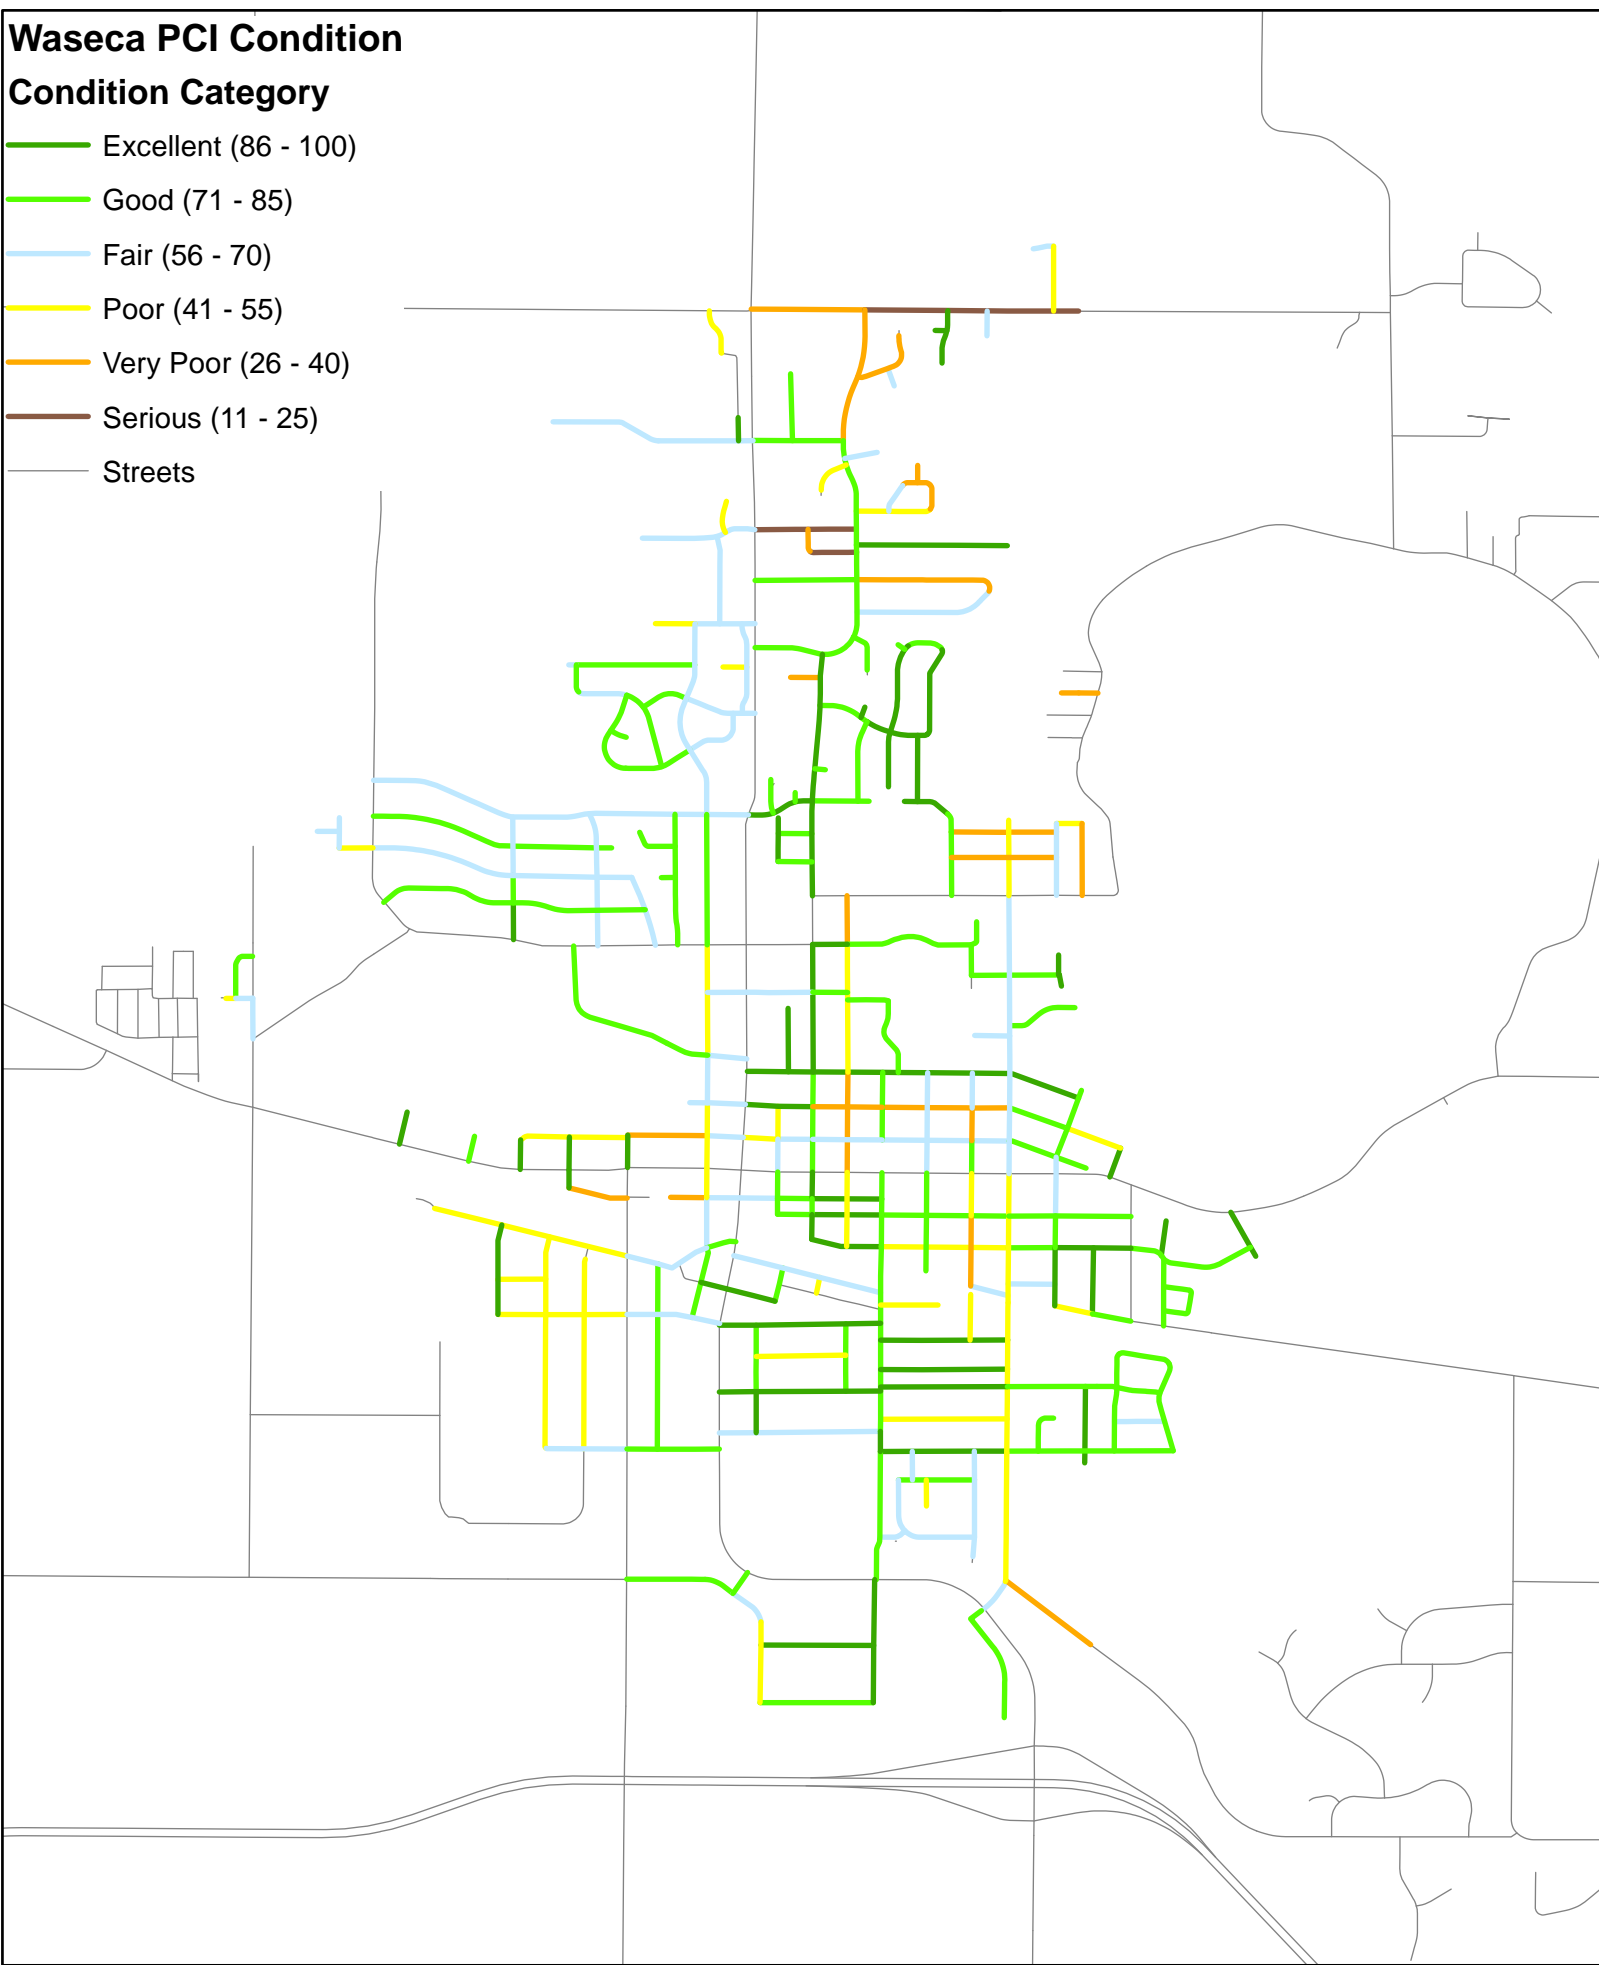 Waseca PCI Condition
Condition Category
Excellent (86 - 100)
Good (71 - 85)
Fair (56 - 70)
Poor (41 - 55)
Very Poor (26 - 40)
Serious (11 - 25)
Streets